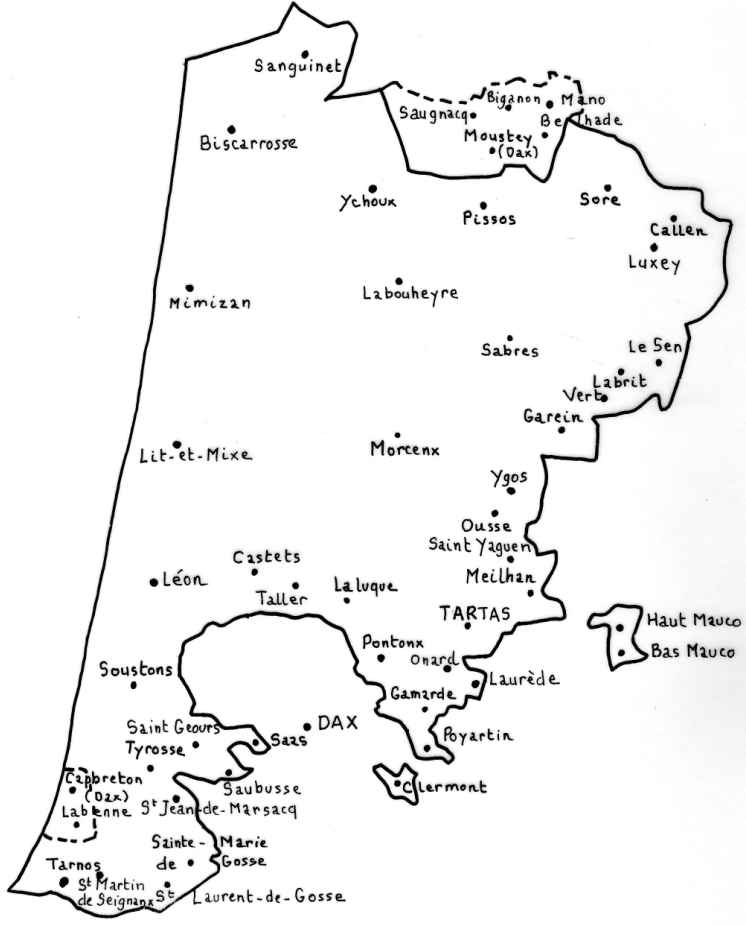 Sanguinet
Biganon
Mano
Saugnacq
Belhade
Moustey
(Dax)
Biscarrosse
Ychoux
Pissos
Sore
Callen
Luxey
Mimizan
Labouheyre
Sabres
Le Sen
Labrit
Vert
Garein
Lit-et-Mixe
Morcenx
Ygos
Ousse
Saint Yaguen
Castets
Meilhan
Léon
Taller
Laluque
TARTAS
Haut Mauco
Bas Mauco
Pontonx
Onard
Soustons
Laurède
Gamarde
DAX
Saint Geours
Saas
Tyrosse
Poyartin
Capbreton
(Dax)
Saubusse
Clermont
Labenne
St Jean-de-Marsacq
Sainte-Marie
de Gosse
Tarnos
St Martin
de Seignanx
St Laurent-de-Gosse